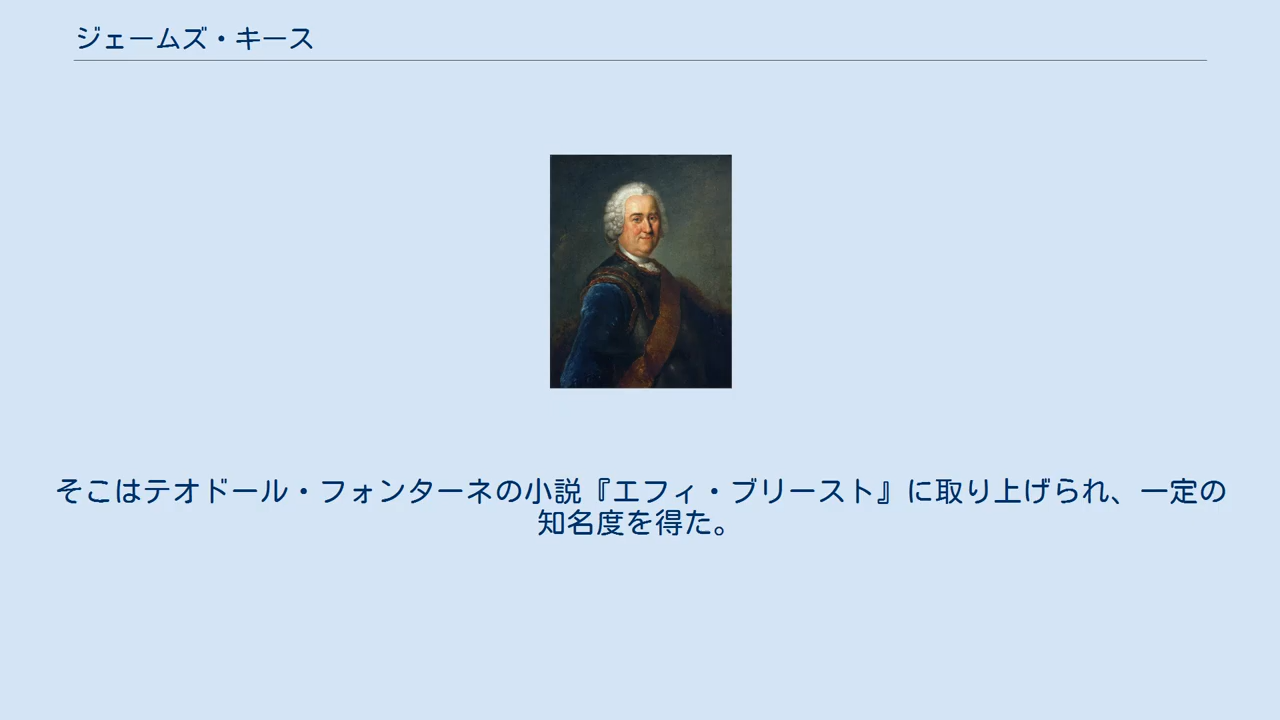 ジェームズ・キース
そこはテオドール・フォンターネの小説『エフィ・ブリースト』に取り上げられ、一定の
知名度を得た。